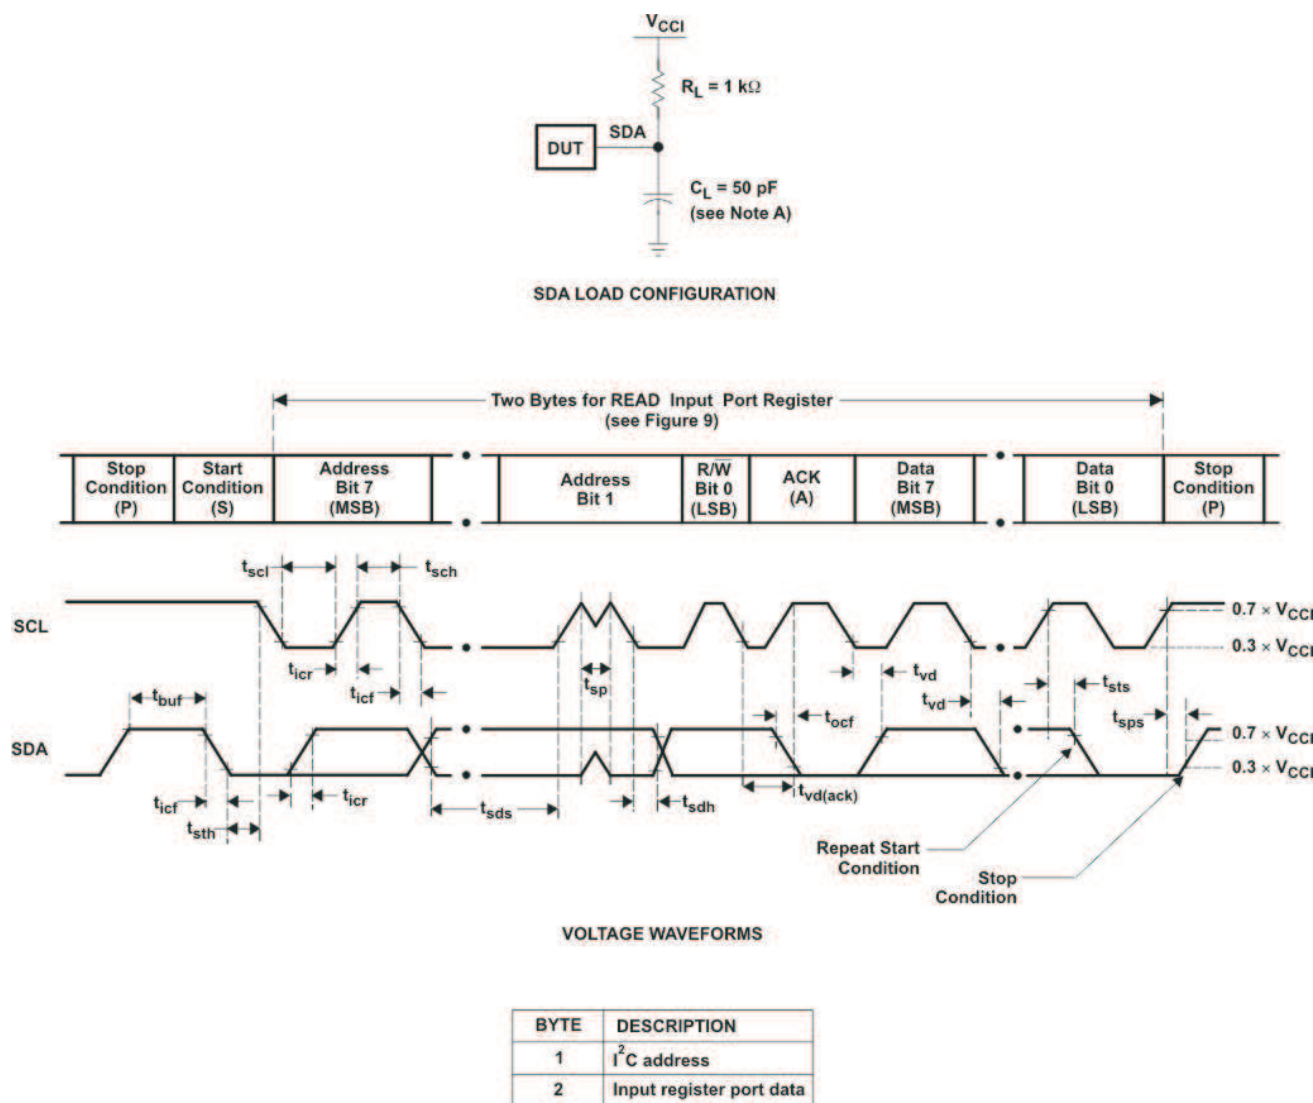 VCCI
RL = 1 kΩ
SDA
DUT
CL = 50 pF
(see Note A)
SDA LOAD CONFIGURATION
Two Bytes for READ Input Port Register
(see Figure 9)
Stop
Condition
(P)
Start
Condition
(S)
Address
Bit 7
(MSB)
Address
Bit 1
R/W̅
Bit 0
(LSB)
ACK
(A)
Data
Bit 7
(MSB)
Data
Bit 0
(LSB)
Stop
Condition
(P)
tscl
tsch
SCL
0.7 × VCCI
0.3 × VCCI
ticr
ticf
tsp
tvd
tbuf
tvd
tsts
tocf
tsps
SDA
0.7 × VCCI
0.3 × VCCI
ticf
ticr
tsth
tsds
tsdh
tvd(ack)
Repeat Start
Condition
Stop
Condition
VOLTAGE WAVEFORMS
BYTE DESCRIPTION
1 I²C address
2 Input register port data